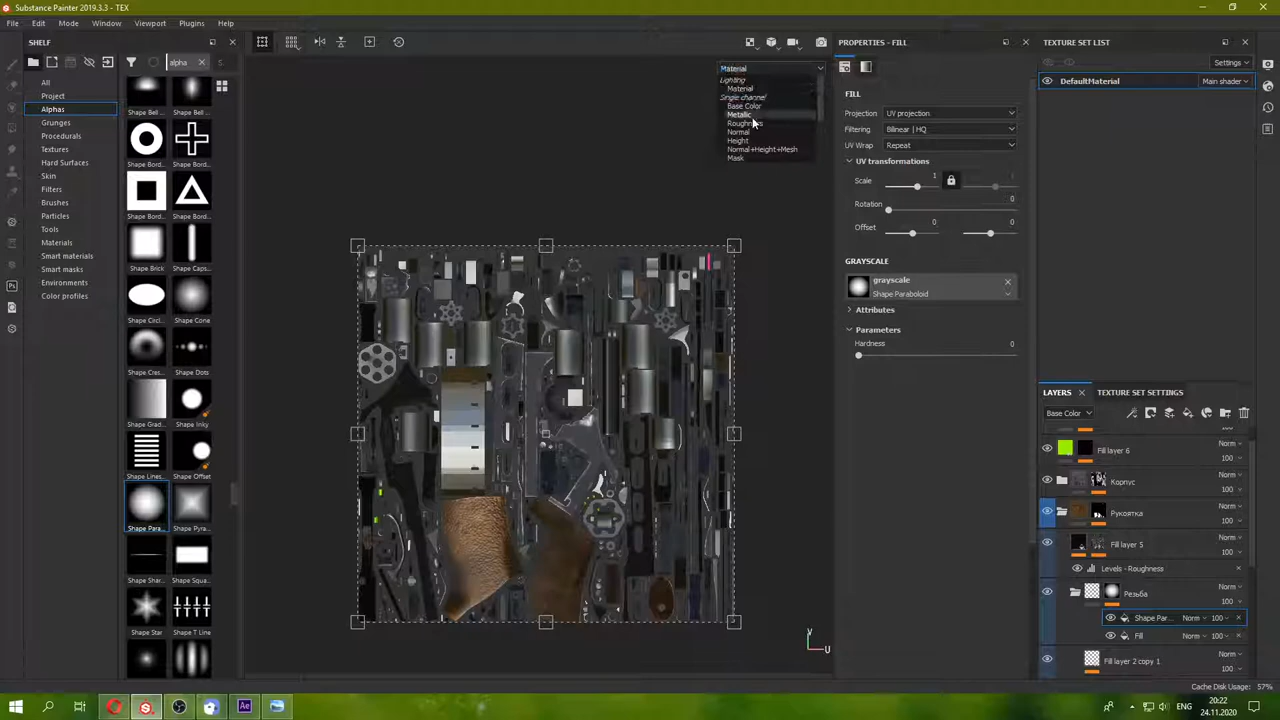 Substance Painter 2019.3.3 - TEX
File Edit Mode Window Viewport Plugins Help
SHELF
alpha
All
Project
Alphas
Grunges
Procedurals
Textures
Hard Surfaces
Skin
Filters
Brushes
Particles
Tools
Materials
Smart materials
Smart masks
Environments
Color profiles
Shape Bell ... Shape Bel...
Shape Bord... Shape Bor...
Shape Bord... Shape Bor...
Shape Brick Shape Caps...
Shape Circl... Shape Cone
Shape Cres... Shape Dots
Shape Grad... Shape Inky
Shape Lines... Shape Offset
Shape Para... Shape Pyra...
Shape Shar... Shape Squa...
Shape Star Shape T Line
Material
Lighting
Material
Single channel
Base Color
Metallic
Roughness
Normal
Height
Normal+Height+Mesh
Mask
V
U
PROPERTIES - FILL
FILL
Projection UV projection
Filtering Bilinear | HQ
UV Wrap Repeat
UV transformations
Scale 1 1
Rotation 0
Offset 0 0
GRAYSCALE
grayscale
Shape Paraboloid
Attributes
Parameters
Hardness 0
TEXTURE SET LIST
Settings
DefaultMaterial Main shader
LAYERS TEXTURE SET SETTINGS
Base Color
Fill layer 6 Norm 100
Корпус Norm 100
Рукоятка Norm 100
Fill layer 5 Norm 100
Levels - Roughness
Резьба Norm 100
Shape Par... Norm 100
Fill Norm 100
Fill layer 2 copy 1 Norm 100
Cache Disk Usage: 57%
Ps
Ae
ENG
20:22
24.11.2020